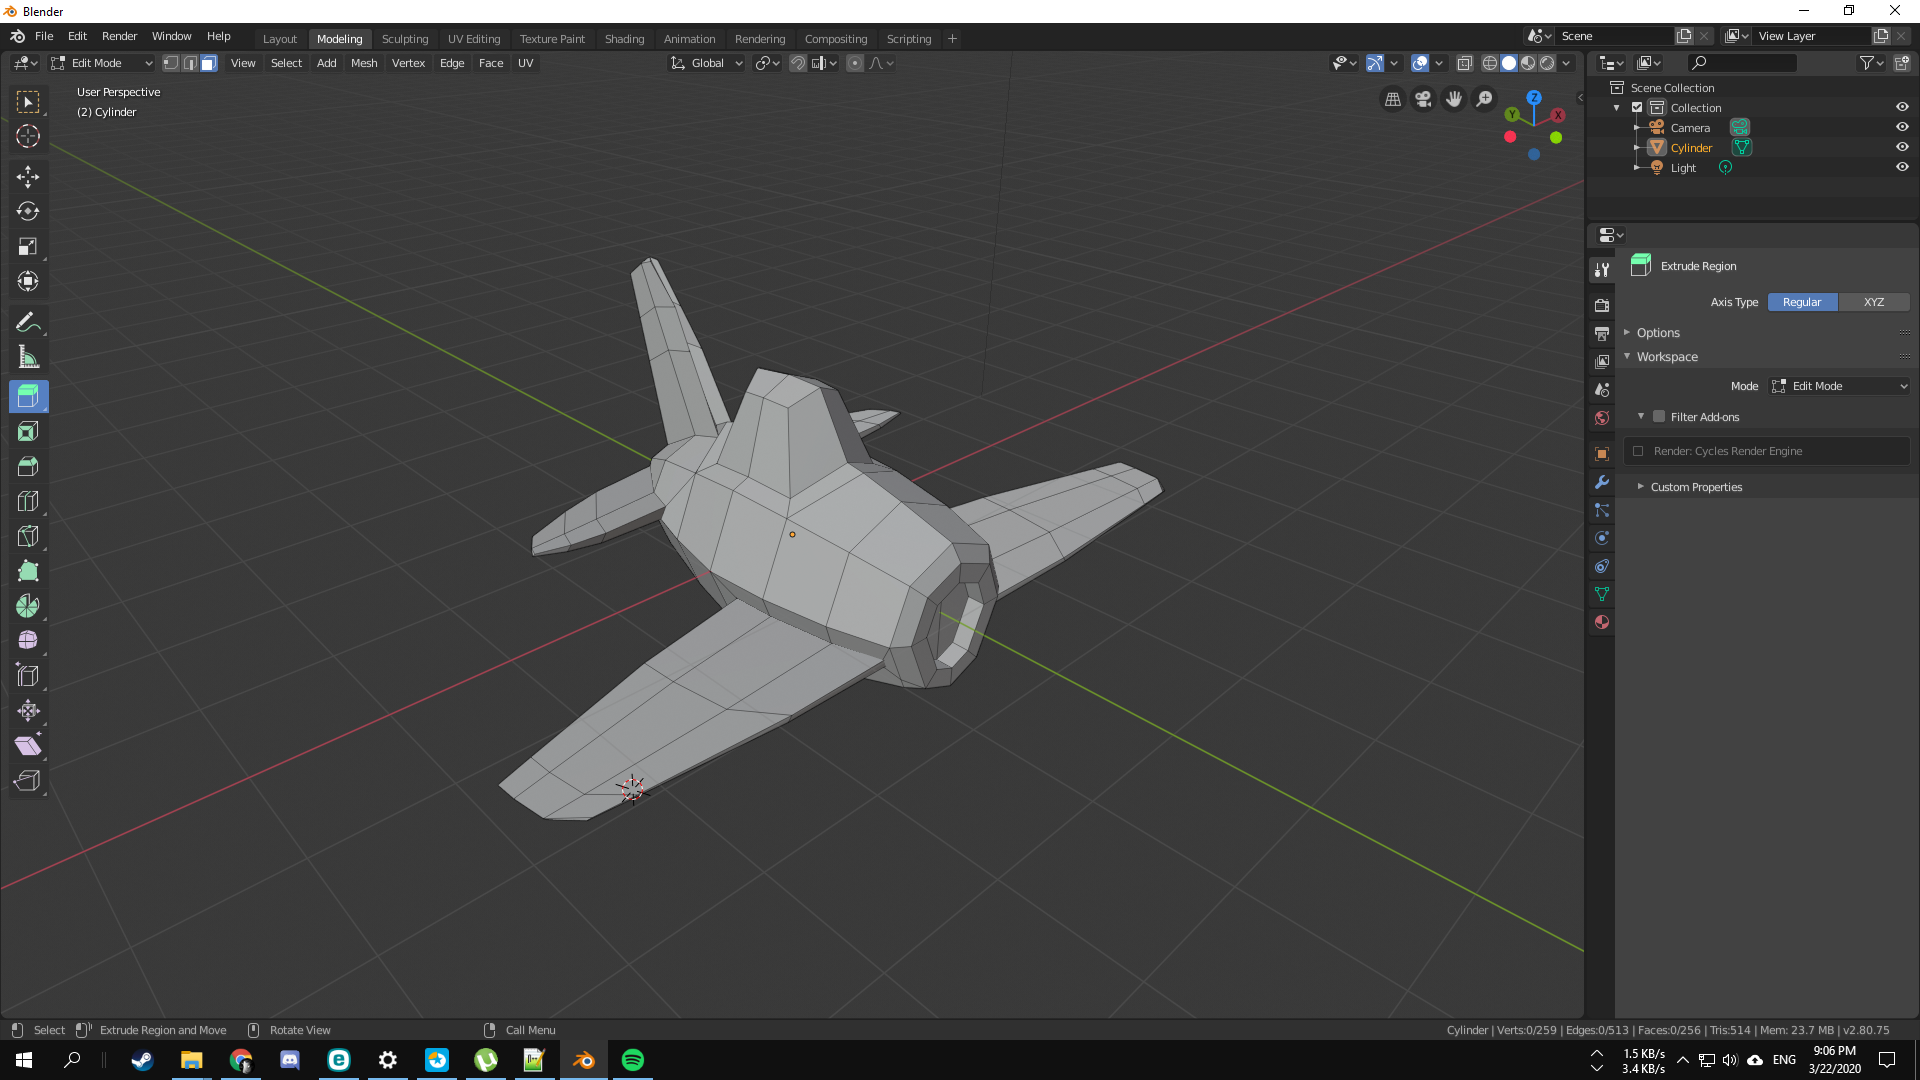 Blender
File Edit Render Window Help
Layout Modeling Sculpting UV Editing Texture Paint Shading Animation Rendering Compositing Scripting +
Scene
View Layer
Edit Mode
View Select Add Mesh Vertex Edge Face UV
Global
User Perspective
(2) Cylinder
Z
Y
X
Scene Collection
Collection
Camera
Cylinder
Light
Extrude Region
Axis Type Regular XYZ
Options
Workspace
Mode Edit Mode
Filter Add-ons
Render: Cycles Render Engine
Custom Properties
Select Extrude Region and Move Rotate View Call Menu
Cylinder | Verts:0/259 | Edges:0/513 | Faces:0/256 | Tris:514 | Mem: 23.7 MB | v2.80.75
1.5 KB/s
3.4 KB/s
ENG
9:06 PM
3/22/2020